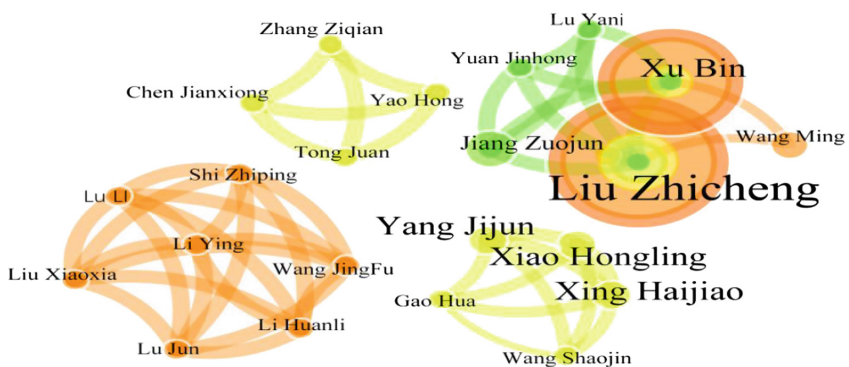 Zhang Ziqian
Chen Jianxiong
Yao Hong
Tong Juan
Lu Yani
Yuan Jinhong
Xu Bin
Jiang Zuojun
Wang Ming
Liu Zhicheng
Shi Zhiping
Lu LI
Li Ying
Liu Xiaoxia
Wang JingFu
Li Huanli
Lu Jun
Yang Jijun
Xiao Hongling
Xing Haijiao
Gao Hua
Wang Shaojin